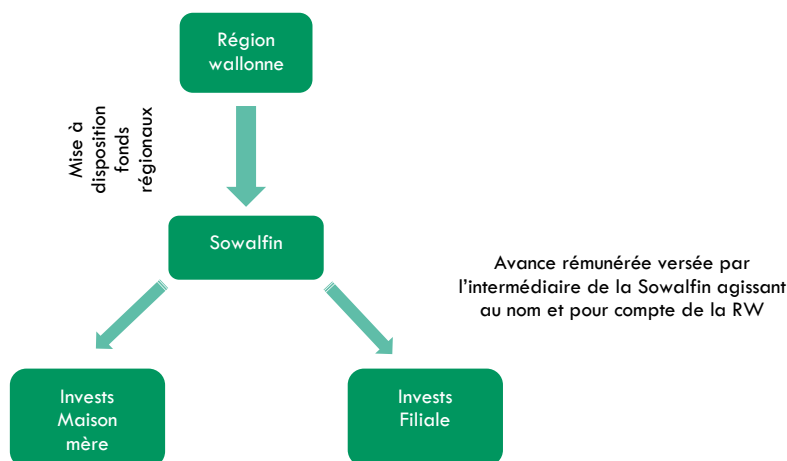 Région
wallonne
Mise à
disposition
fonds
régionaux
Sowalfin
Avance rémunérée versée par
l'intermédiaire de la Sowalfin agissant
au nom et pour compte de la RW
Invests
Maison
mère
Invests
Filiale